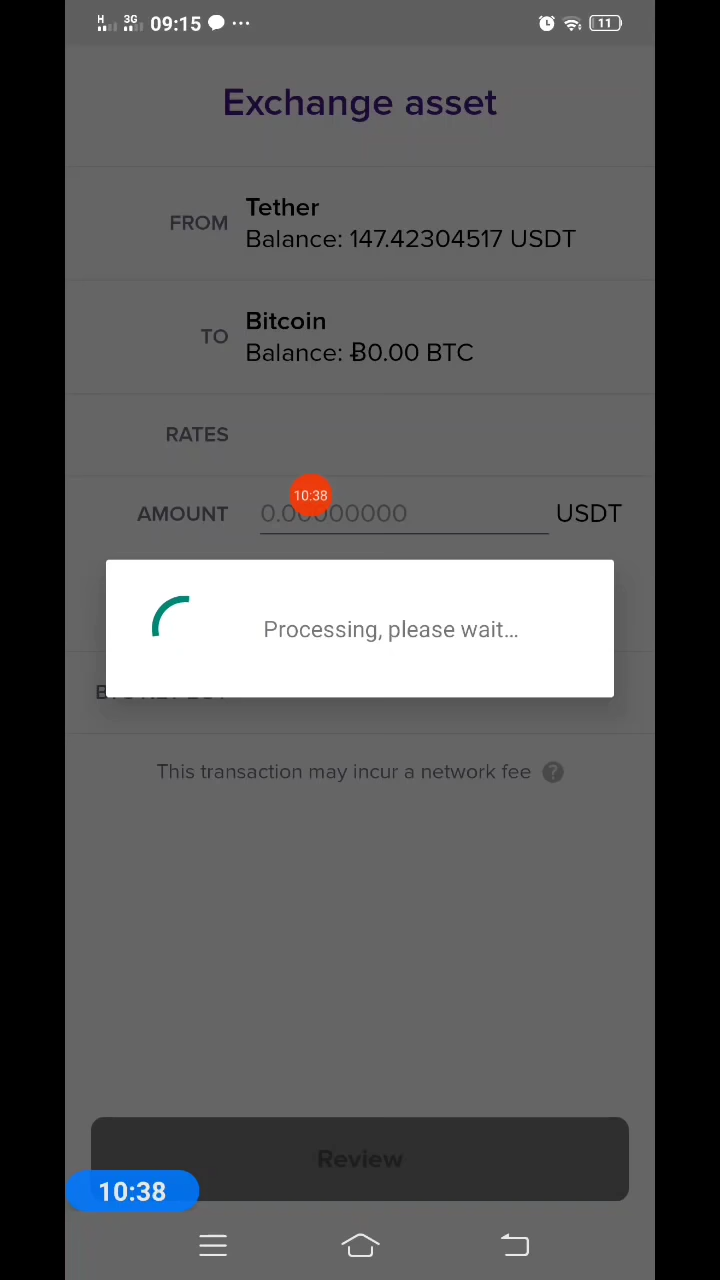 H 3G 09:15 11
Exchange asset
FROM
Tether
Balance: 147.42304517 USDT
TO
Bitcoin
Balance: Ƀ0.00 BTC
RATES
10:38
AMOUNT 0.00000000 USDT
Processing, please wait...
This transaction may incur a network fee ?
Review
10:38